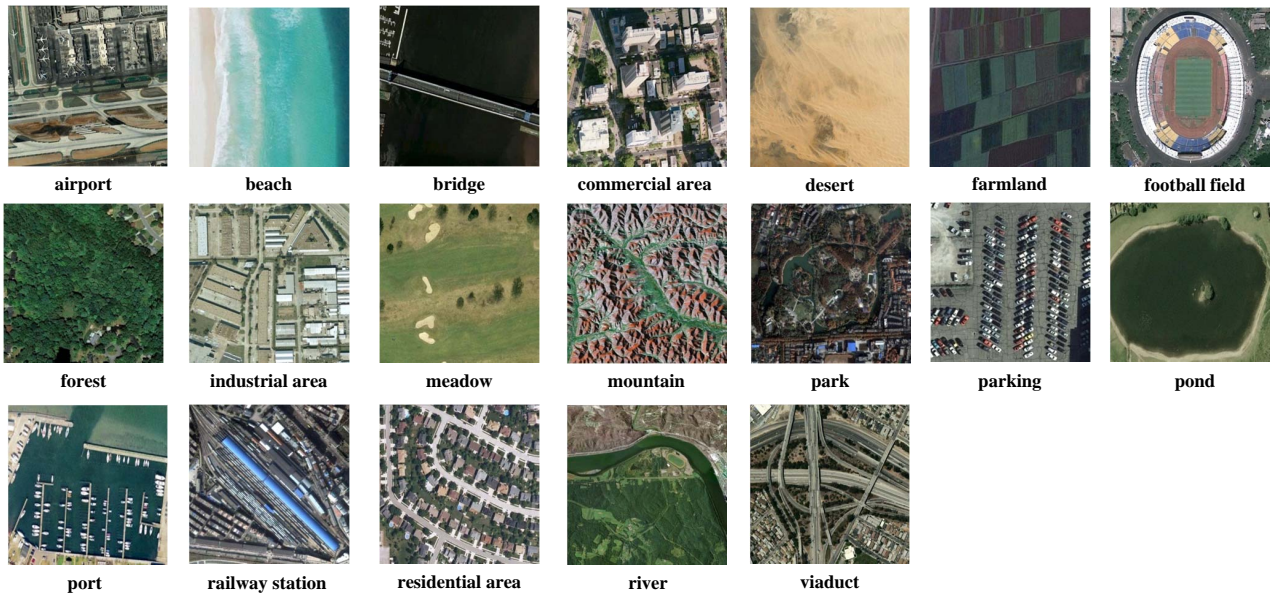 airport
beach
bridge
commercial area
desert
farmland
football field
forest
industrial area
meadow
mountain
park
parking
pond
port
railway station
residential area
river
viaduct